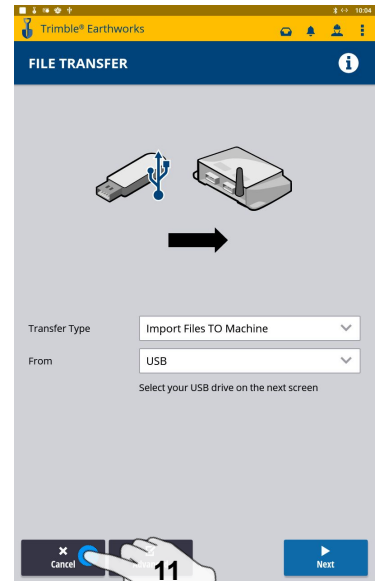 10:04
Trimble® Earthworks
FILE TRANSFER
Transfer Type
Import Files TO Machine
From
USB
Select your USB drive on the next screen
Cancel
11
Next